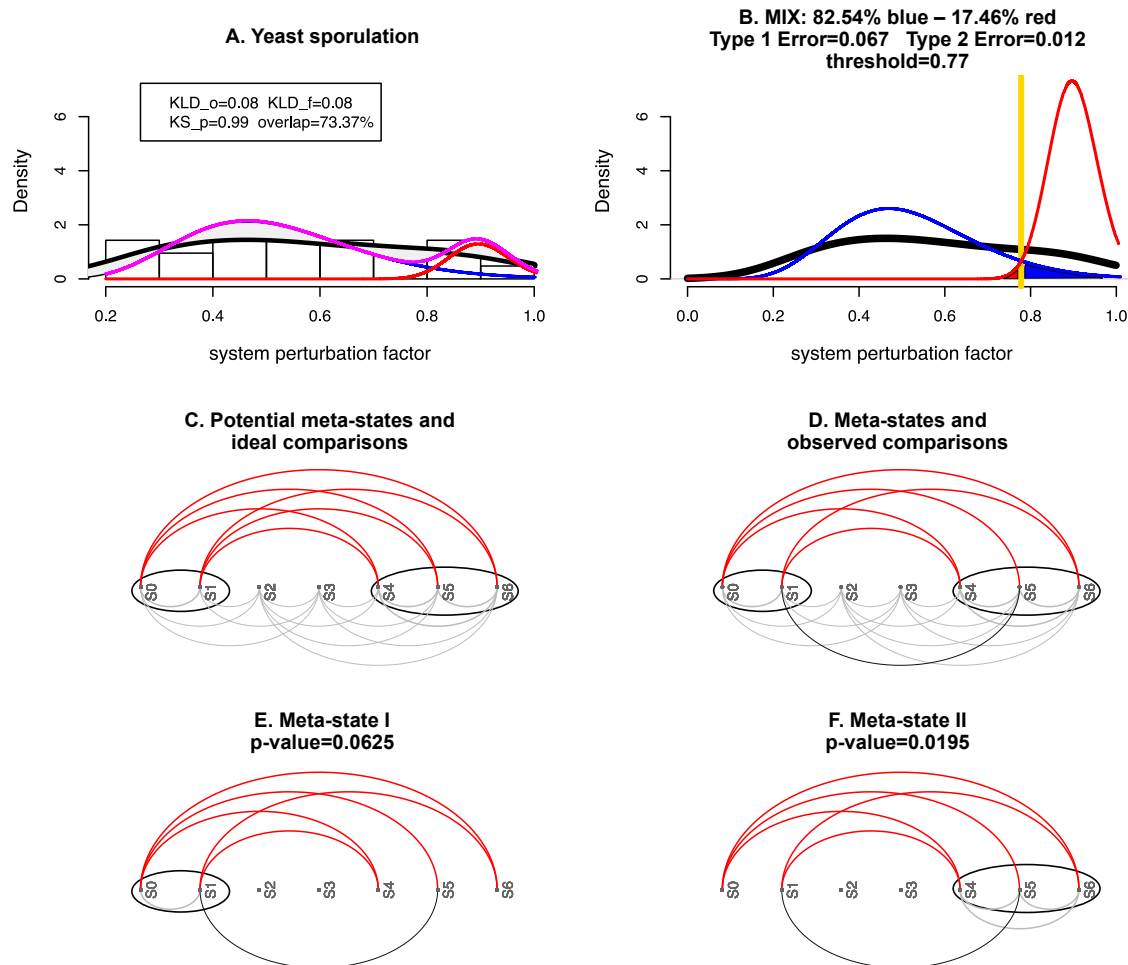 A. Yeast sporulation
KLD_o=0.08 KLD_f=0.08
KS_p=0.99 overlap=73.37%
Density
0
2
4
6
0.2
0.4
0.6
0.8
1.0
system perturbation factor
B. MIX: 82.54% blue – 17.46% red
Type 1 Error=0.067 Type 2 Error=0.012
threshold=0.77
Density
0
2
4
6
0.0
0.2
0.4
0.6
0.8
1.0
system perturbation factor
C. Potential meta-states and
ideal comparisons
S0
S1
S2
S3
S4
S5
S6
D. Meta-states and
observed comparisons
S0
S1
S2
S3
S4
S5
S6
E. Meta-state I
p-value=0.0625
S0
S1
S2
S3
S4
S5
S6
F. Meta-state II
p-value=0.0195
S0
S1
S2
S3
S4
S5
S6